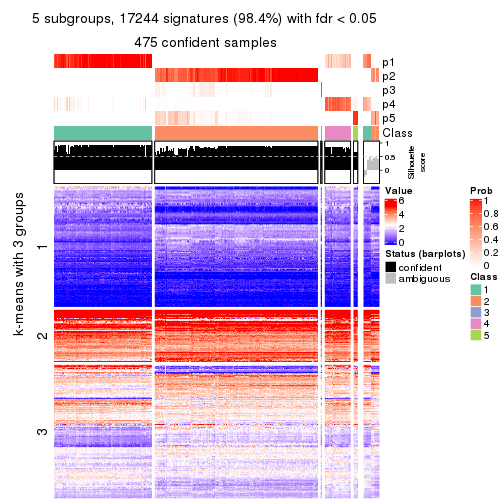 5 subgroups, 17244 signatures (98.4%) with fdr < 0.05
475 confident samples
p1
p2
p3
p4
p5
Class
1
0.5
0
Silhouette
score
k-means with 3 groups
1
2
3
Value
6
4
2
0
Status (barplots)
confident
ambiguous
Prob
1
0.8
0.6
0.4
0.2
0
Class
1
2
3
4
5